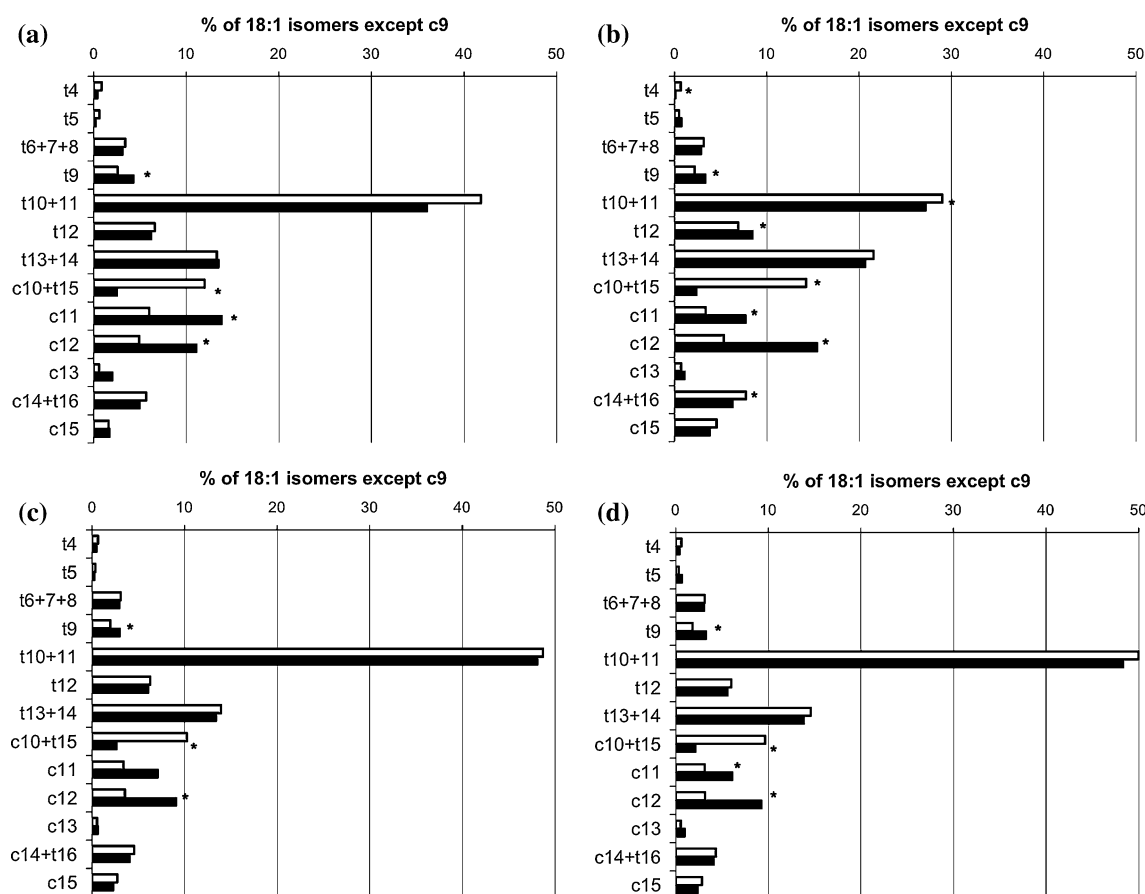 (a)
% of 18:1 isomers except c9
0 10 20 30 40 50
t4
*
t5
t6+7+8
t9 *
t10+11
t12
t13+14
c10+t15 *
c11 *
c12 *
c13
c14+t16
c15
(b)
% of 18:1 isomers except c9
0 10 20 30 40 50
t4 *
t5
t6+7+8
t9 *
t10+11 *
t12 *
t13+14
c10+t15 *
c11 *
c12 *
c13
c14+t16 *
c15
(c)
% of 18:1 isomers except c9
0 10 20 30 40 50
t4
t5
t6+7+8
t9 *
t10+11
t12
t13+14
c10+t15 *
c11
c12 *
c13
c14+t16
c15
(d)
% of 18:1 isomers except c9
0 10 20 30 40 50
t4
t5
t6+7+8
t9 *
t10+11
t12
t13+14
c10+t15 *
c11 *
c12 *
c13
c14+t16
c15